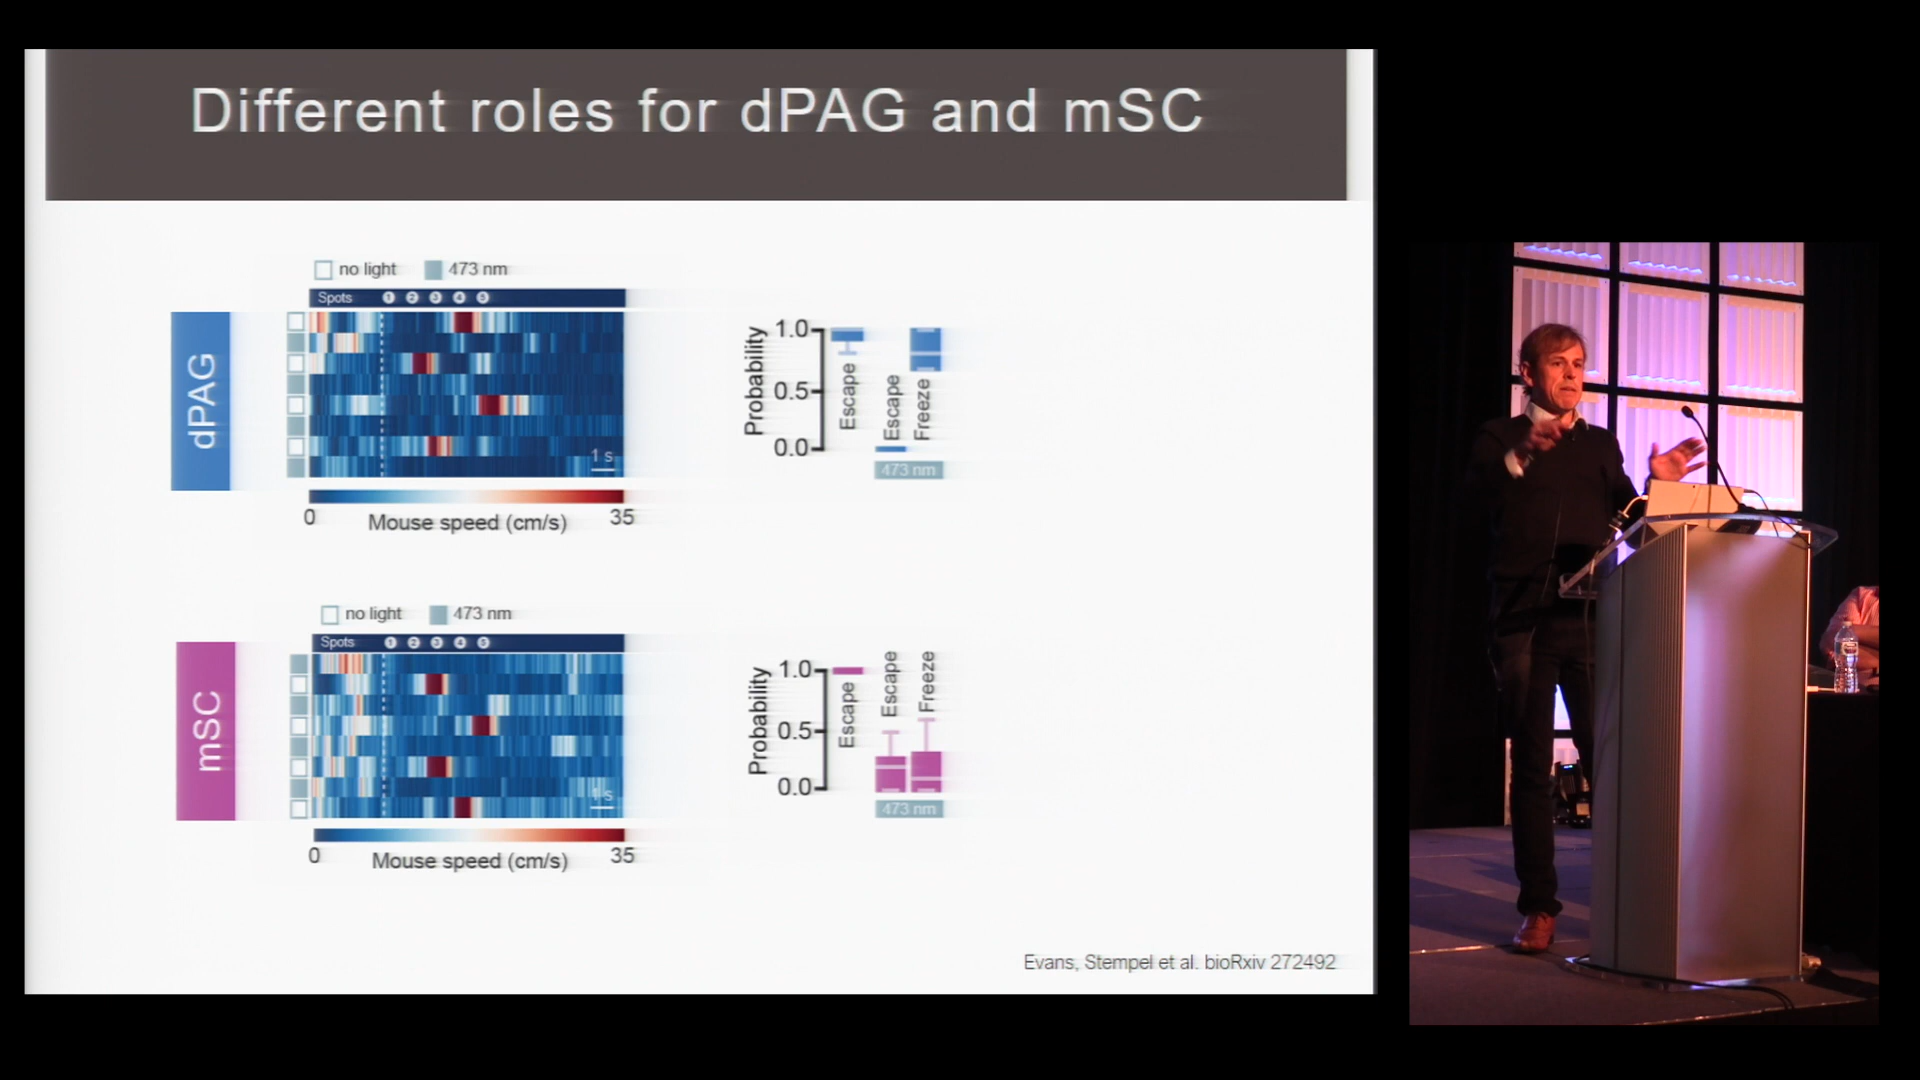 Different roles for dPAG and mSC
no light 473 nm
Spots 1 2 3 4 5
dPAG
1 s
0 35
Mouse speed (cm/s)
Probability
1.0
0.5
0.0
Escape
Escape
Freeze
473 nm
no light 473 nm
Spots 1 2 3 4 5
mSC
1 s
0 35
Mouse speed (cm/s)
Probability
1.0
0.5
0.0
Escape
Escape
Freeze
473 nm
Evans, Stempel et al. bioRxiv 272492